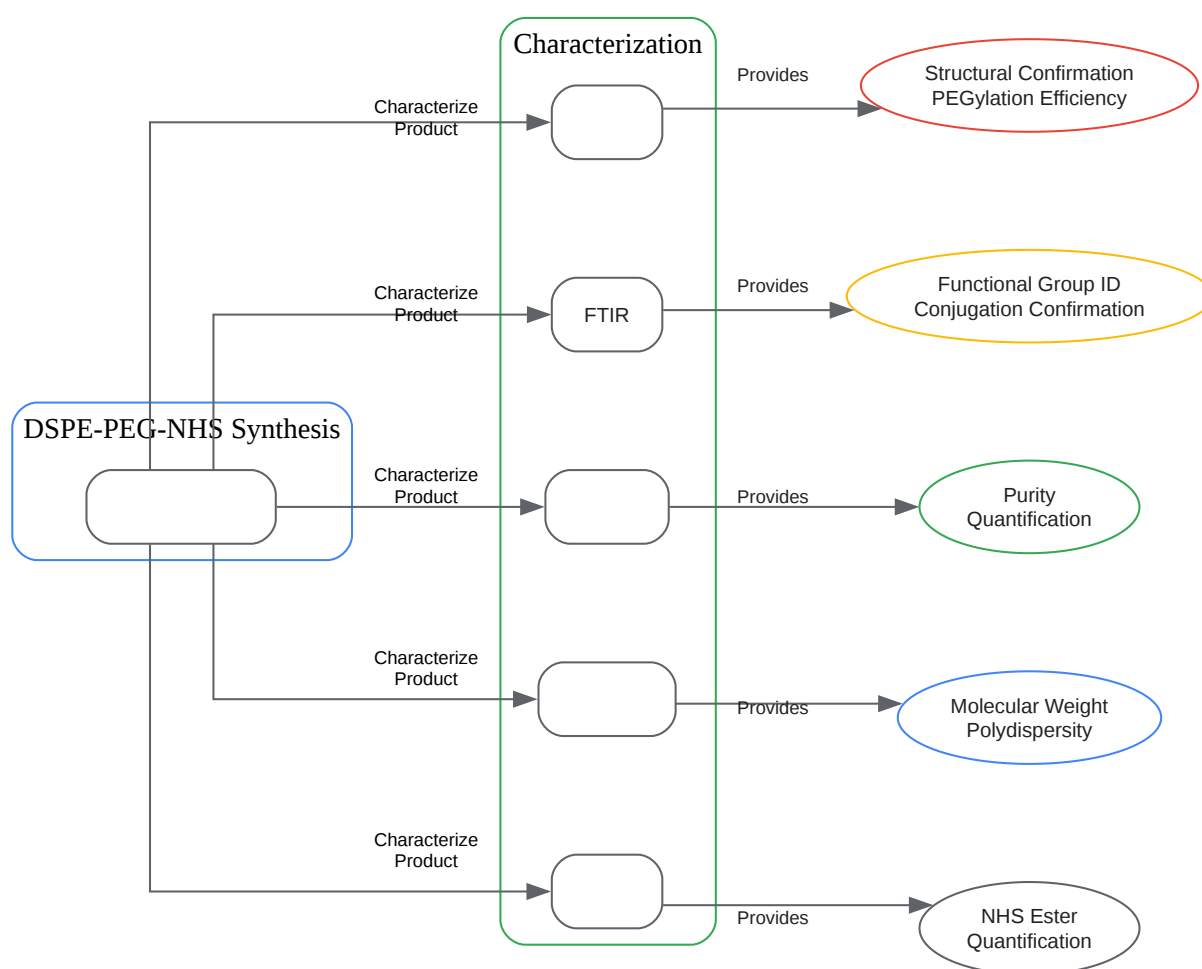 Characterization
Provides
Structural Confirmation
PEGylation Efficiency
Characterize
Product
Characterize
Product
FTIR
Provides
Functional Group ID
Conjugation Confirmation
DSPE-PEG-NHS Synthesis
Characterize
Product
Provides
Purity
Quantification
Characterize
Product
Provides
Molecular Weight
Polydispersity
Characterize
Product
Provides
NHS Ester
Quantification